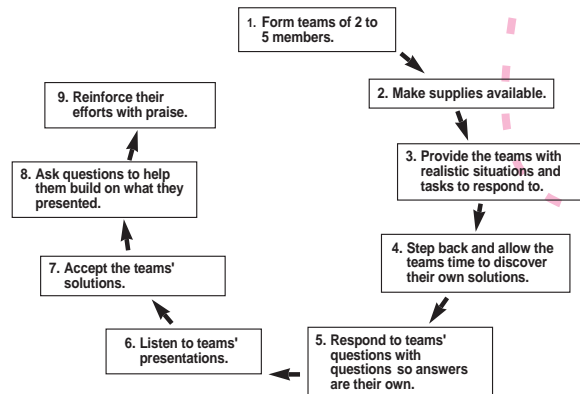 1. Form teams of 2 to
5 members.
2. Make supplies available.
3. Provide the teams with
realistic situations and
tasks to respond to.
4. Step back and allow the
teams time to discover
their own solutions.
5. Respond to teams'
questions with
questions so answers
are their own.
6. Listen to teams'
presentations.
7. Accept the teams'
solutions.
8. Ask questions to help
them build on what they
presented.
9. Reinforce their
efforts with praise.